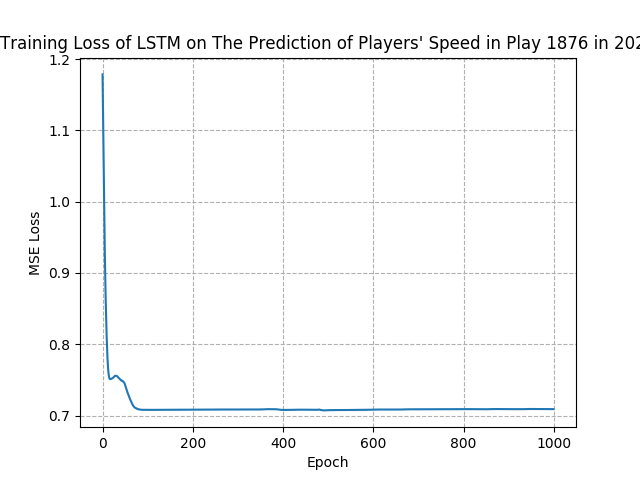 Training Loss of LSTM on The Prediction of Players' Speed in Play 1876 in 202
1.2
1.1
1.0
0.9
0.8
0.7
MSE Loss
0 200 400 600 800 1000
Epoch